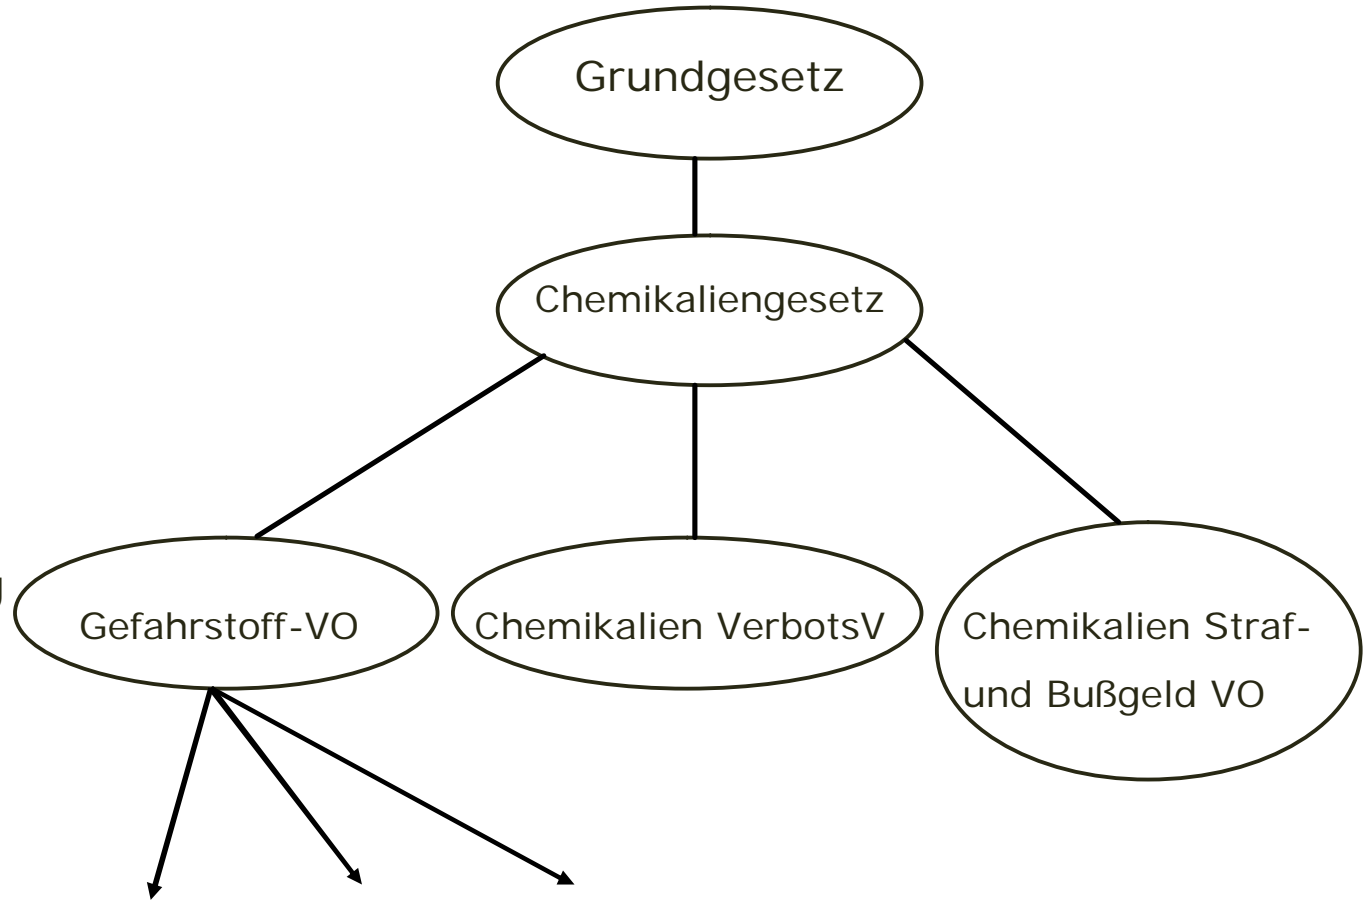 Grundgesetz
Chemikaliengesetz
Gefahrstoff-VO
Chemikalien VerbotsV
Chemikalien Straf-
und Bußgeld VO